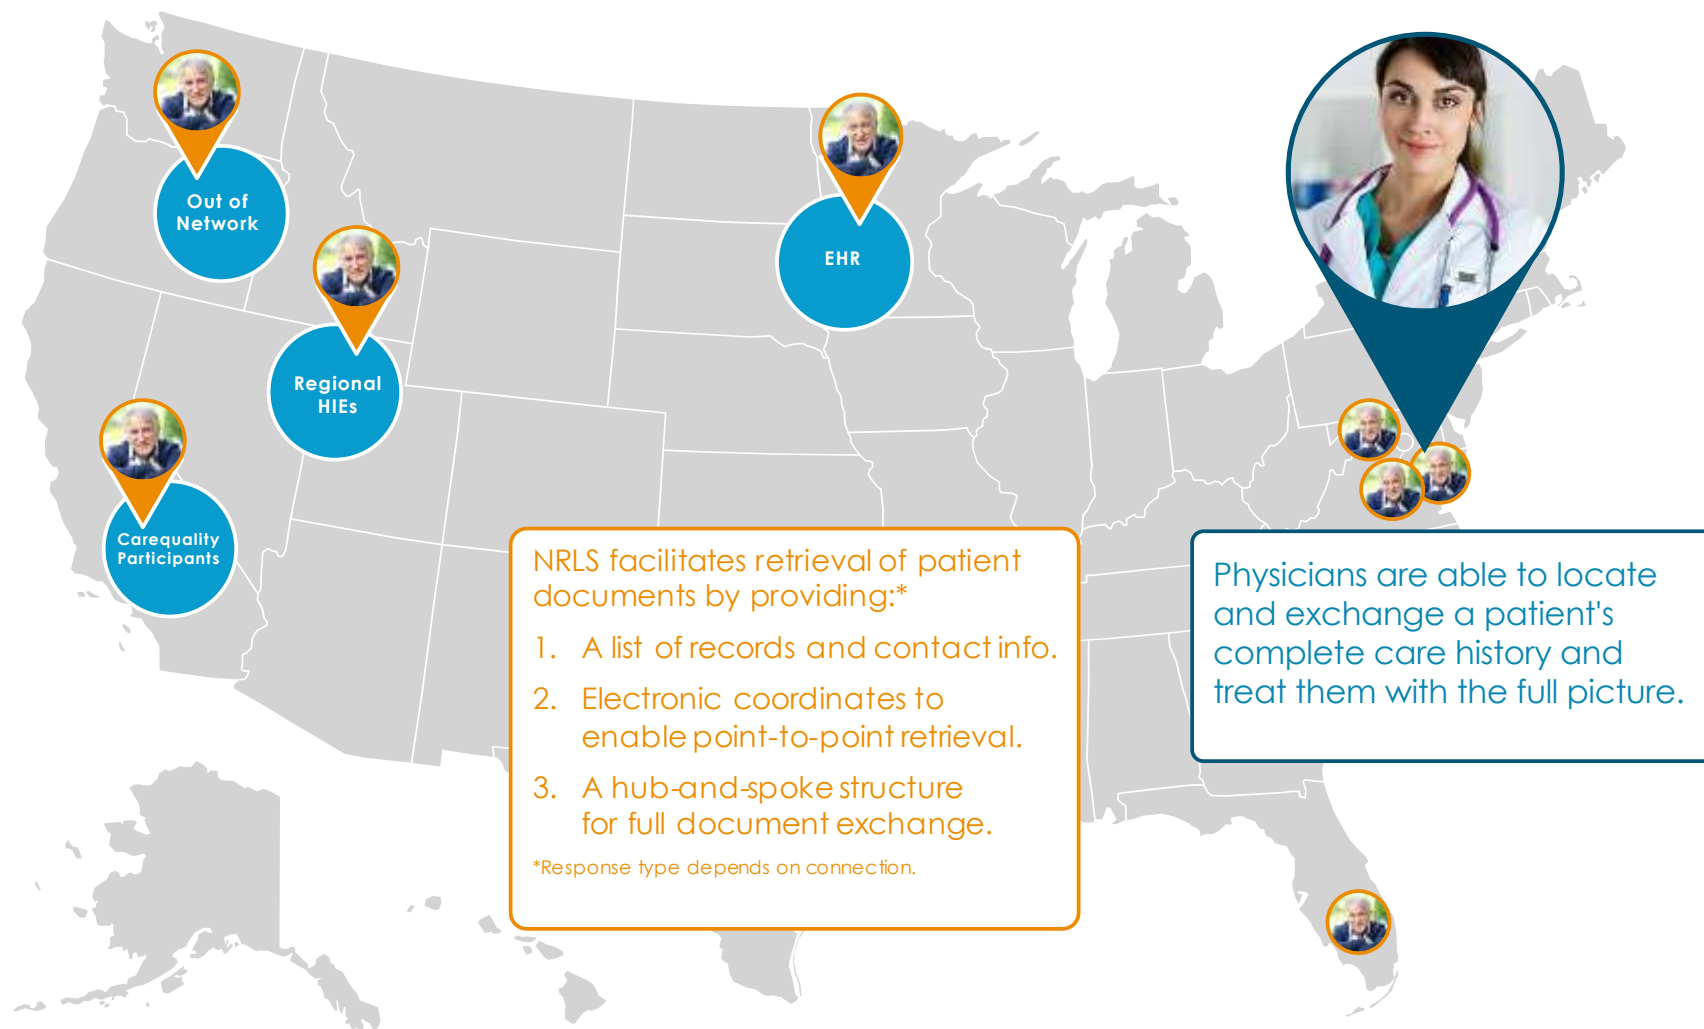 Out of
Network
EHR
Regional
HIEs
Carequality
Participants
NRLS facilitates retrieval of patient
documents by providing:*
1. A list of records and contact info.
2. Electronic coordinates to
enable point-to-point retrieval.
3. A hub-and-spoke structure
for full document exchange.
*Response type depends on connection.
Physicians are able to locate
and exchange a patient's
complete care history and
treat them with the full picture.